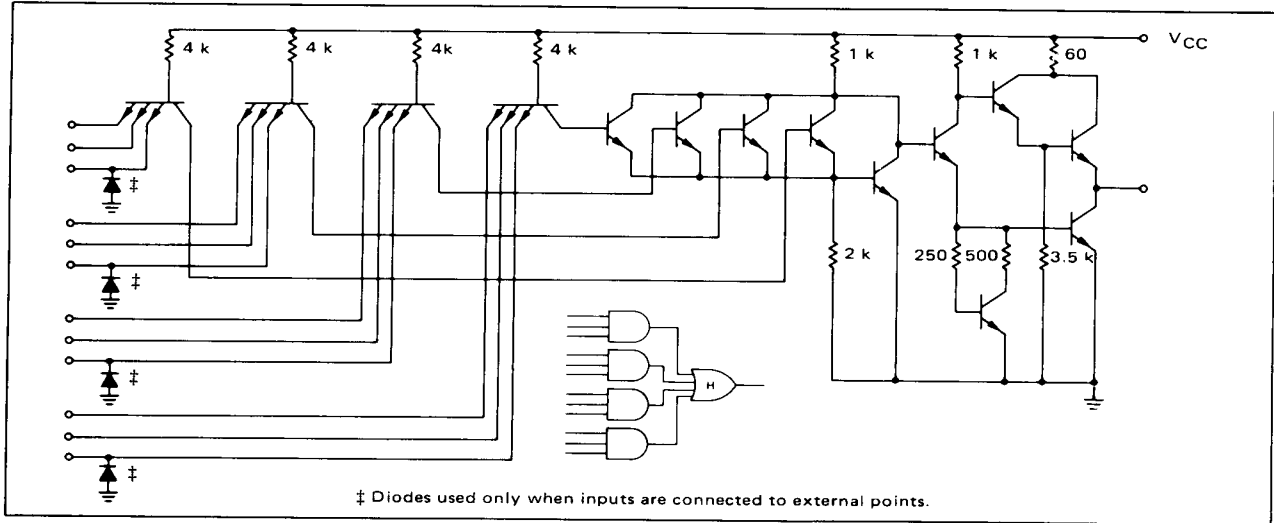 4 k 4 k 4k 4 k 1 k 1 k 60 VCC
‡
‡
2 k 250 500 3.5 k
‡
H
‡
‡ Diodes used only when inputs are connected to external points.